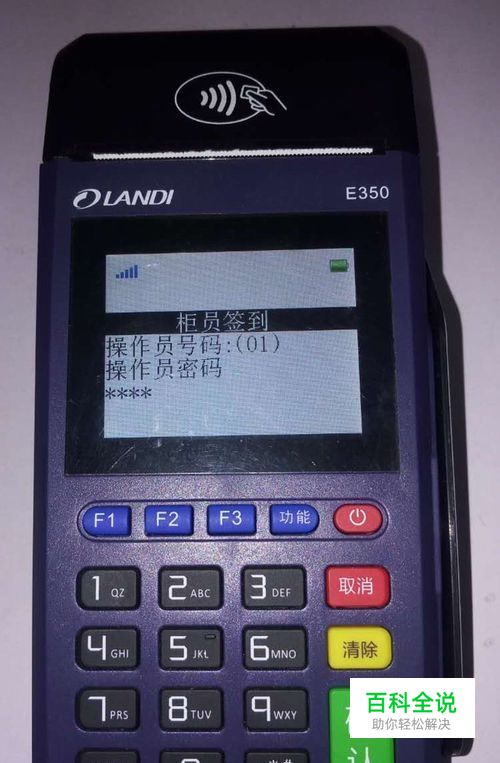 LANDI
E350
柜员签到
操作员号码:(01)
操作员密码
****
F1 F2 F3 功能
1 QZ 2 ABC 3 DEF 取消
4 GHI 5 JKL 6 MNO 清除
7 PRS 8 TUV 9 WXY
认
百科全说
助你轻松解决